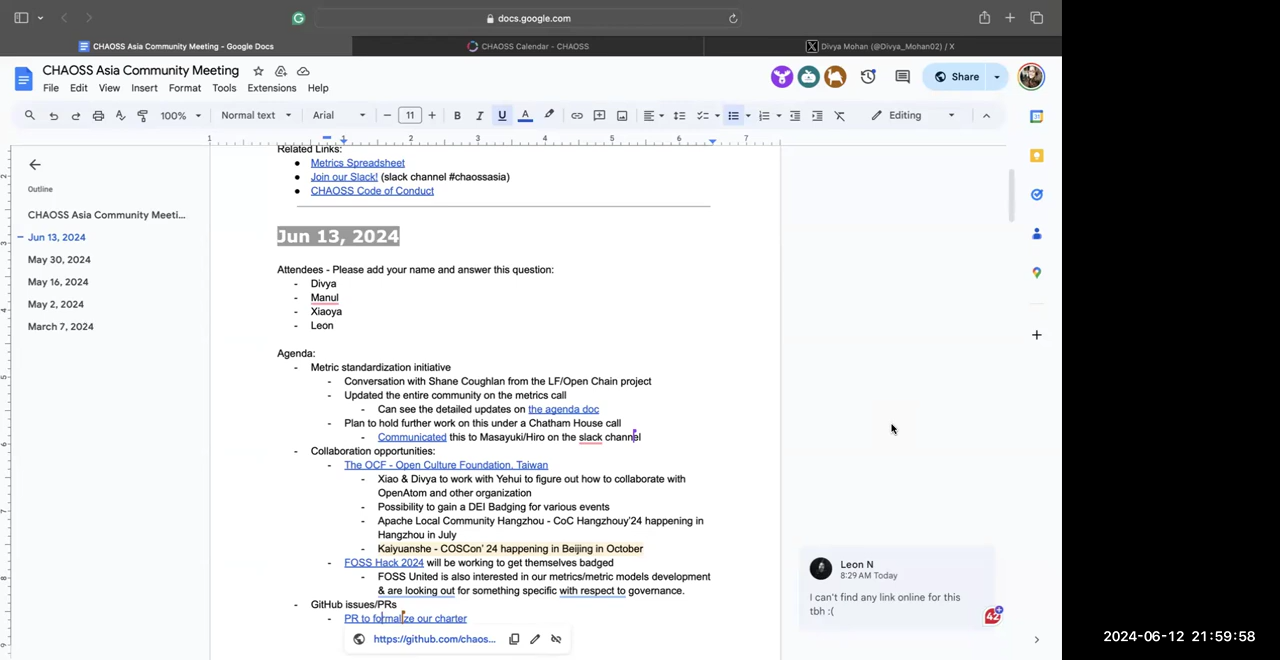 docs.google.com
CHAOSS Asia Community Meeting - Google Docs
CHAOSS Calendar - CHAOSS
Divya Mohan (@Divya_Mohan02) / X
CHAOSS Asia Community Meeting
File Edit View Insert Format Tools Extensions Help
Share
100% Normal text Arial 11 Editing
1 1 2 3 4 5 6 7
Outline
CHAOSS Asia Community Meeti...
Jun 13, 2024
May 30, 2024
May 16, 2024
May 2, 2024
March 7, 2024
Related Links:
● Metrics Spreadsheet
● Join our Slack! (slack channel #chaossasia)
● CHAOSS Code of Conduct
Jun 13, 2024
Attendees - Please add your name and answer this question:
- Divya
- Manul
- Xiaoya
- Leon
Agenda:
- Metric standardization initiative
- Conversation with Shane Coughlan from the LF/Open Chain project
- Updated the entire community on the metrics call
- Can see the detailed updates on the agenda doc
- Plan to hold further work on this under a Chatham House call
- Communicated this to Masayuki/Hiro on the slack channel
- Collaboration opportunities:
- The OCF - Open Culture Foundation, Taiwan
- Xiao & Divya to work with Yehui to figure out how to collaborate with
OpenAtom and other organization
- Possibility to gain a DEI Badging for various events
- Apache Local Community Hangzhou - CoC Hangzhouy'24 happening in
Hangzhou in July
- Kaiyuanshe - COSCon' 24 happening in Beijing in October
- FOSS Hack 2024 will be working to get themselves badged
- FOSS United is also interested in our metrics/metric models development
& are looking out for something specific with respect to governance.
- GitHub issues/PRs
- PR to formalize our charter
https://github.com/chaos...
Leon N
8:29 AM Today
I can't find any link online for this
tbh :(
42
2024-06-12 21:59:58